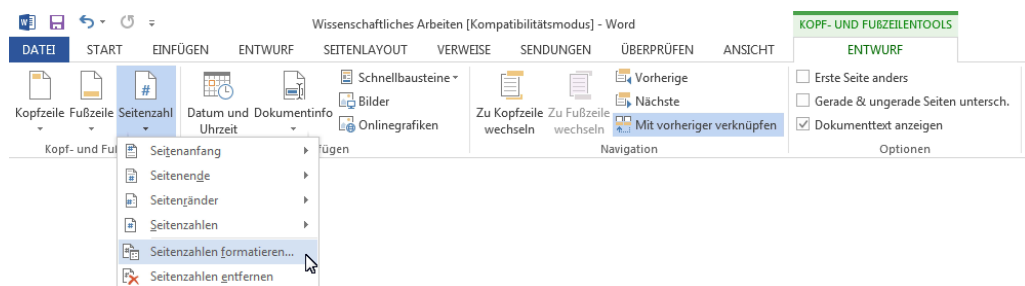 Wissenschaftliches Arbeiten [Kompatibilitätsmodus] - Word
KOPF- UND FUßZEILENTOOLS
DATEI START EINFÜGEN ENTWURF SEITENLAYOUT VERWEISE SENDUNGEN ÜBERPRÜFEN ANSICHT ENTWURF
Kopfzeile Fußzeile Seitenzahl
Datum und Uhrzeit
Dokumentinfo
Schnellbausteine
Bilder
Onlinegrafiken
Zu Kopfzeile wechseln
Zu Fußzeile wechseln
Vorherige
Nächste
Mit vorheriger verknüpfen
Erste Seite anders
Gerade & ungerade Seiten untersch.
Dokumenttext anzeigen
Kopf- und Fu
fügen
Navigation
Optionen
Seitenanfang
Seitenende
Seitenränder
Seitenzahlen
Seitenzahlen formatieren...
Seitenzahlen entfernen